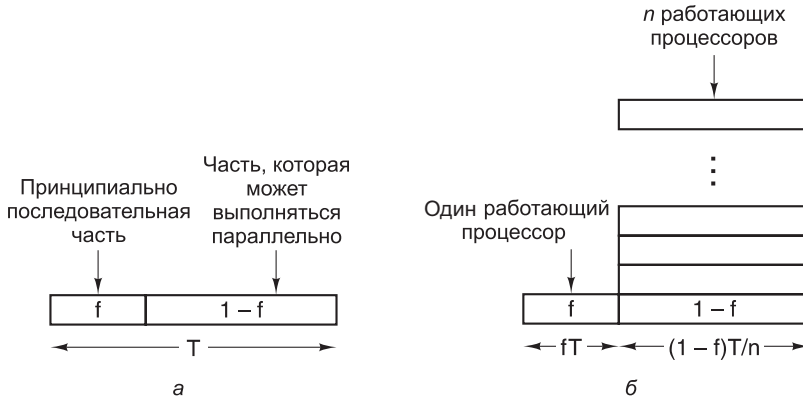 n работающих
процессоров
Часть, которая
может
выполняться
параллельно
Принципиально
последовательная
часть
Один работающий
процессор
f
1 – f
f
1 – f
T
fT
(1 – f)T/n
а
б